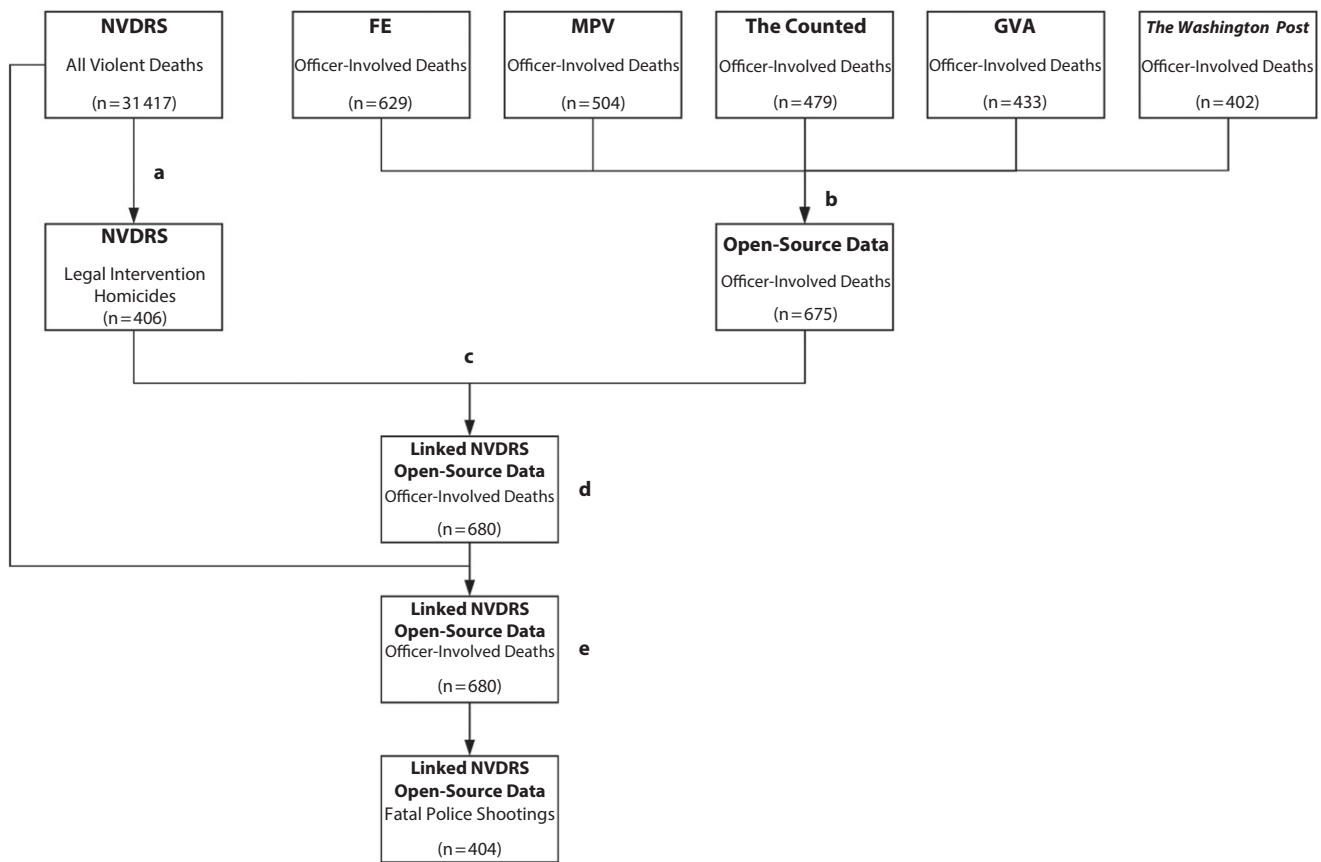 NVDRS
All Violent Deaths
(n=31 417)
FE
Officer-Involved Deaths
(n=629)
MPV
Officer-Involved Deaths
(n=504)
The Counted
Officer-Involved Deaths
(n=479)
GVA
Officer-Involved Deaths
(n=433)
The Washington Post
Officer-Involved Deaths
(n=402)
a
b
NVDRS
Legal Intervention
Homicides
(n=406)
Open-Source Data
Officer-Involved Deaths
(n=675)
c
Linked NVDRS
Open-Source Data
Officer-Involved Deaths
(n=680)
d
Linked NVDRS
Open-Source Data
Officer-Involved Deaths
(n=680)
e
Linked NVDRS
Open-Source Data
Fatal Police Shootings
(n=404)